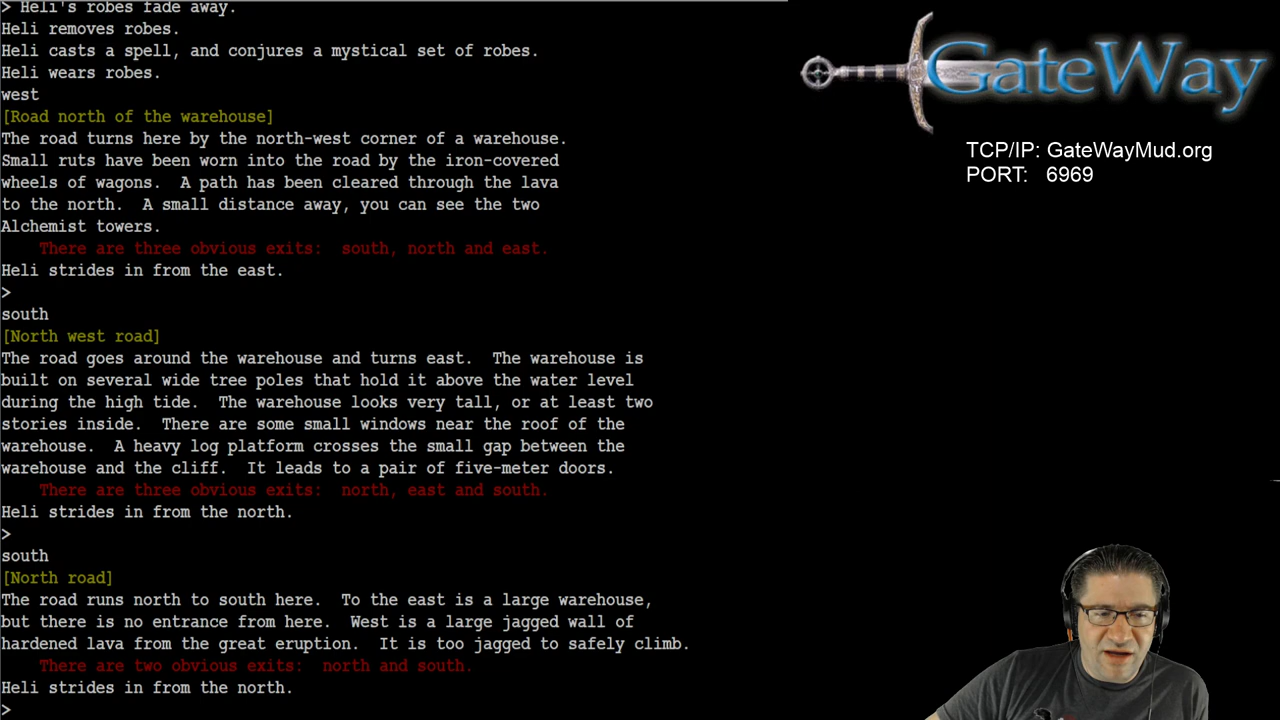 > Heli's robes fade away.
Heli removes robes.
Heli casts a spell, and conjures a mystical set of robes.
Heli wears robes.
west
[Road north of the warehouse]
The road turns here by the north-west corner of a warehouse.
Small ruts have been worn into the road by the iron-covered
wheels of wagons.  A path has been cleared through the lava
to the north.  A small distance away, you can see the two
Alchemist towers.
There are three obvious exits:  south, north and east.
Heli strides in from the east.
>
south
[North west road]
The road goes around the warehouse and turns east.  The warehouse is
built on several wide tree poles that hold it above the water level
during the high tide.  The warehouse looks very tall, or at least two
stories inside.  There are some small windows near the roof of the
warehouse.  A heavy log platform crosses the small gap between the
warehouse and the cliff.  It leads to a pair of five-meter doors.
There are three obvious exits:  north, east and south.
Heli strides in from the north.
>
south
[North road]
The road runs north to south here.  To the east is a large warehouse,
but there is no entrance from here.  West is a large jagged wall of
hardened lava from the great eruption.  It is too jagged to safely climb.
There are two obvious exits:  north and south.
Heli strides in from the north.
>
GateWay
TCP/IP: GateWayMud.org
PORT:   6969